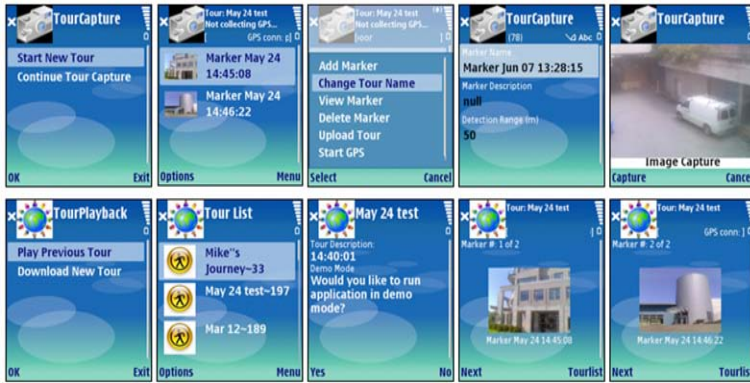 TourCapture
Start New Tour
Continue Tour Capture
OK Exit
Tour: May 24 test
Not collecting GPS...
GPS conn: p[
Marker May 24
14:45:08
Marker May 24
14:46:22
Options Menu
Tour: May 24 test
Not collecting GPS...
poor
Add Marker
Change Tour Name
View Marker
Delete Marker
Upload Tour
Start GPS
Select Cancel
TourCapture
(78) Abc
Marker Name
Marker Jun 07 13:28:15
Marker Description
null
Detection Range (m)
50
TourCapture
Image Capture
Capture Cance
TourPlayback
Play Previous Tour
Download New Tour
OK Exit
Tour List
Mike"s
Journey~33
May 24 test~197
Mar 12~189
Options Menu
May 24 test
Tour Description:
14:40:01
Demo Mode
Would you like to run
application in demo
mode?
Yes No
Tour: May 24 test
Marker #: 1 of 2
Marker May 24 14:45:08
Next Tourlist
Tour: May 24 test
GPS conn: ]
Marker #: 2 of 2
Marker May 24 14:46:22
Next Tourlis